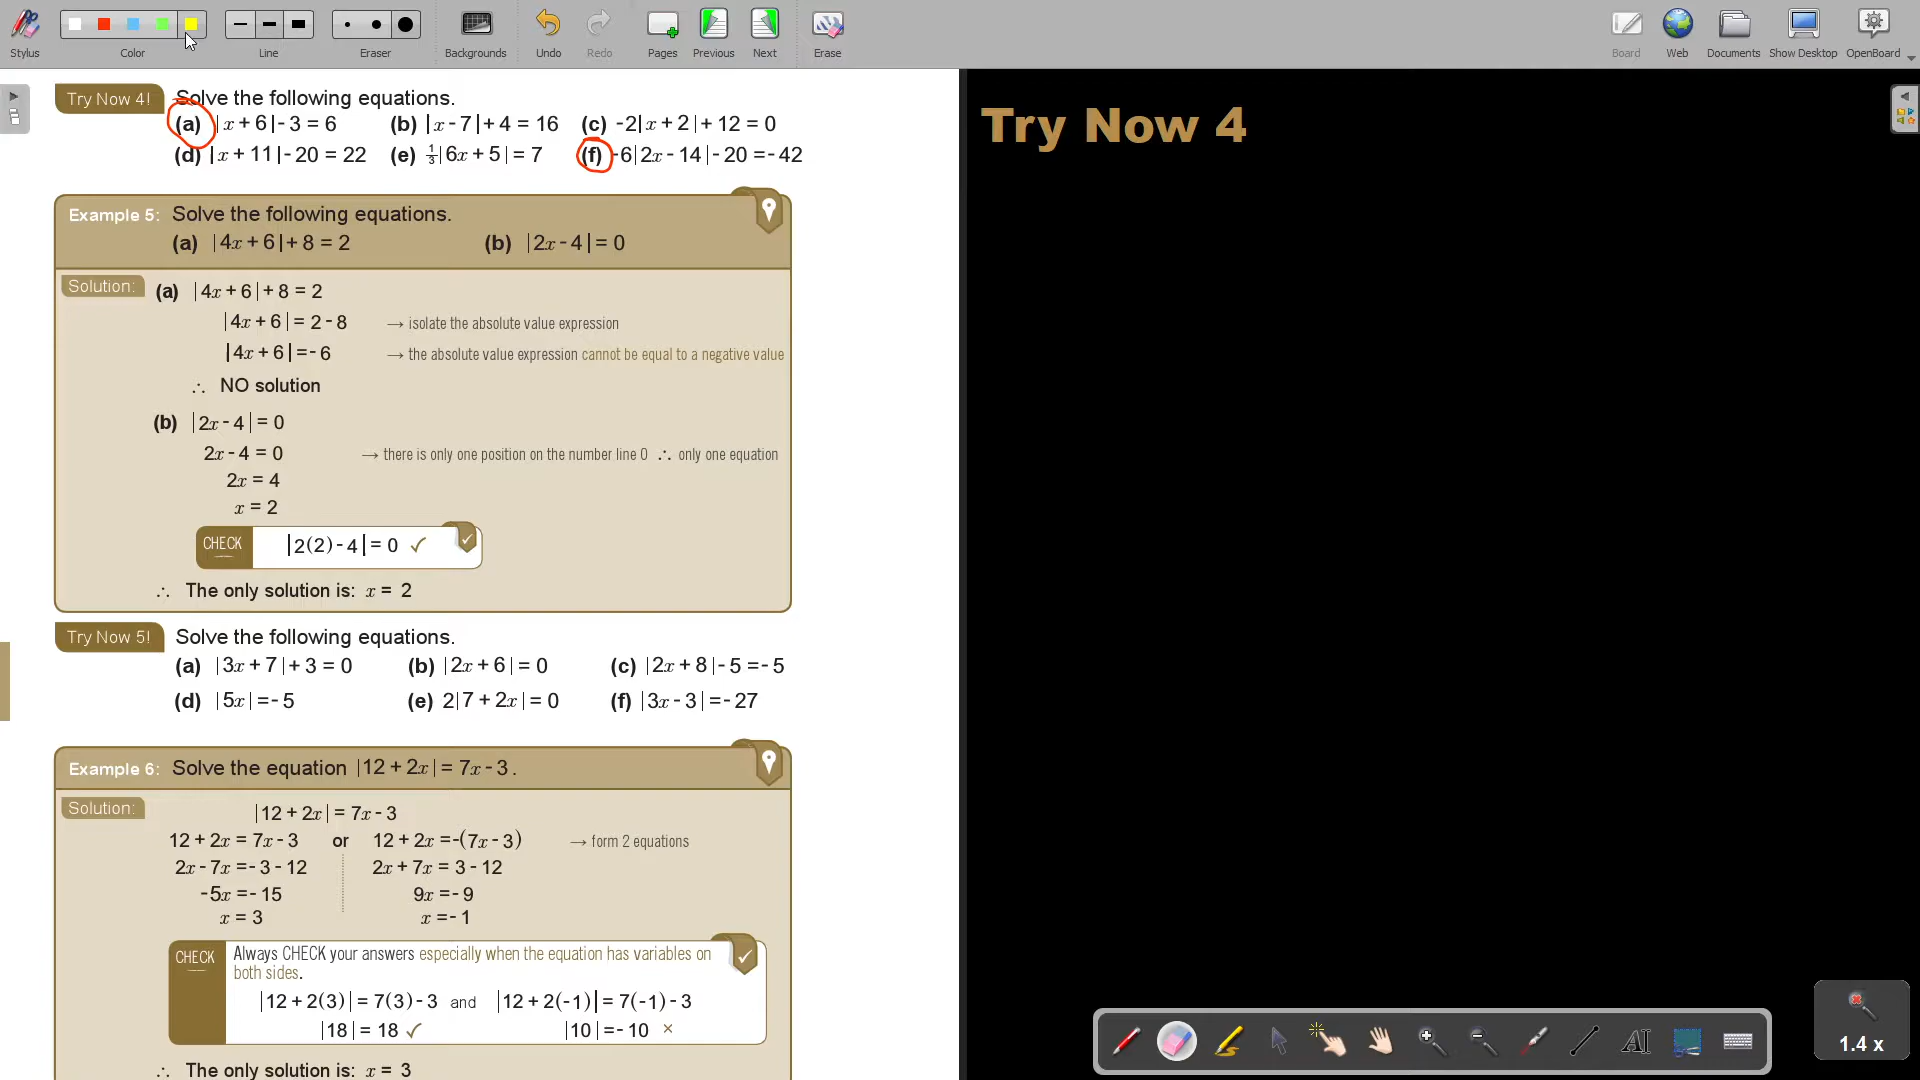 Stylus Color Line Eraser Backgrounds Undo Redo Pages Previous Next Erase Board Web Documents Show Desktop OpenBoard
Try Now 4! Solve the following equations.
(a) |x + 6| - 3 = 6 (b) |x - 7| + 4 = 16 (c) -2|x + 2| + 12 = 0
(d) |x + 11| - 20 = 22 (e) ⅓|6x + 5| = 7 (f) -6|2x - 14| - 20 = - 42
Example 5: Solve the following equations.
(a) |4x + 6| + 8 = 2 (b) |2x - 4| = 0
Solution: (a) |4x + 6| + 8 = 2
|4x + 6| = 2 - 8 → isolate the absolute value expression
|4x + 6| = - 6 → the absolute value expression cannot be equal to a negative value
∴ NO solution
(b) |2x - 4| = 0
2x - 4 = 0 → there is only one position on the number line 0 ∴ only one equation
2x = 4
x = 2
CHECK |2(2) - 4| = 0 ✓
∴ The only solution is: x = 2
Try Now 5! Solve the following equations.
(a) |3x + 7| + 3 = 0 (b) |2x + 6| = 0 (c) |2x + 8| - 5 = - 5
(d) |5x| = - 5 (e) 2|7 + 2x| = 0 (f) |3x - 3| = - 27
Example 6: Solve the equation |12 + 2x| = 7x - 3.
Solution: |12 + 2x| = 7x - 3
12 + 2x = 7x - 3 or 12 + 2x = -(7x - 3) → form 2 equations
2x - 7x = - 3 - 12 2x + 7x = 3 - 12
-5x = - 15 9x = - 9
x = 3 x = - 1
CHECK Always CHECK your answers especially when the equation has variables on
both sides.
|12 + 2(3)| = 7(3) - 3 and |12 + 2(-1)| = 7(-1) - 3
|18| = 18 ✓ |10| = - 10 ×
∴ The only solution is: x = 3
Try Now 4
AI
1.4 x